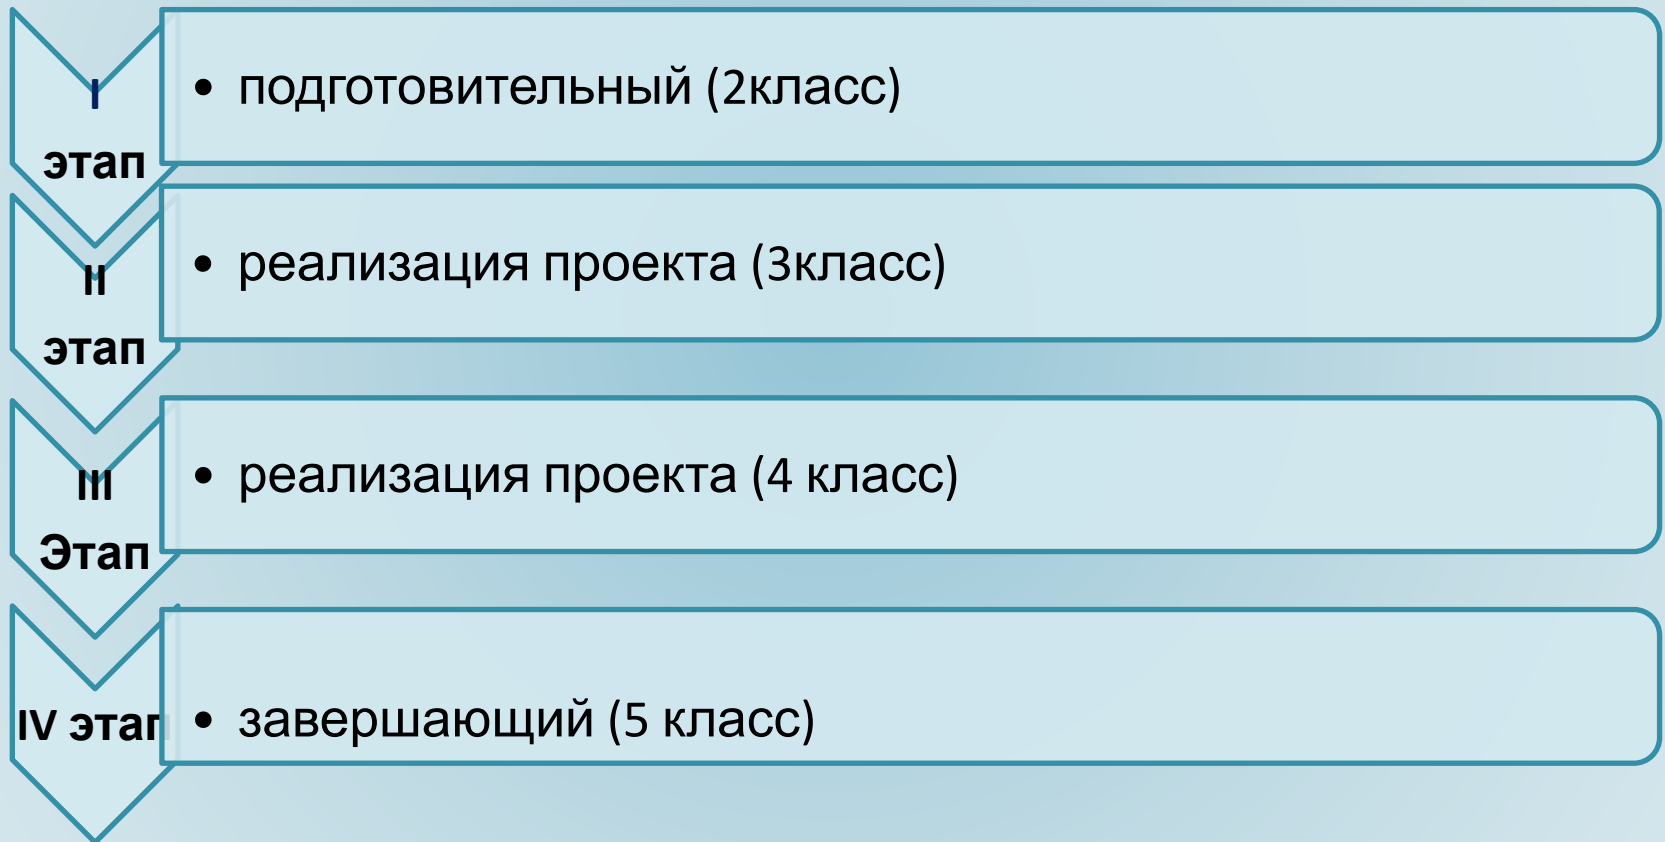 I
этап
• подготовительный (2класс)
II
этап
• реализация проекта (3класс)
III
Этап
• реализация проекта (4 класс)
IV этап
• завершающий (5 класс)